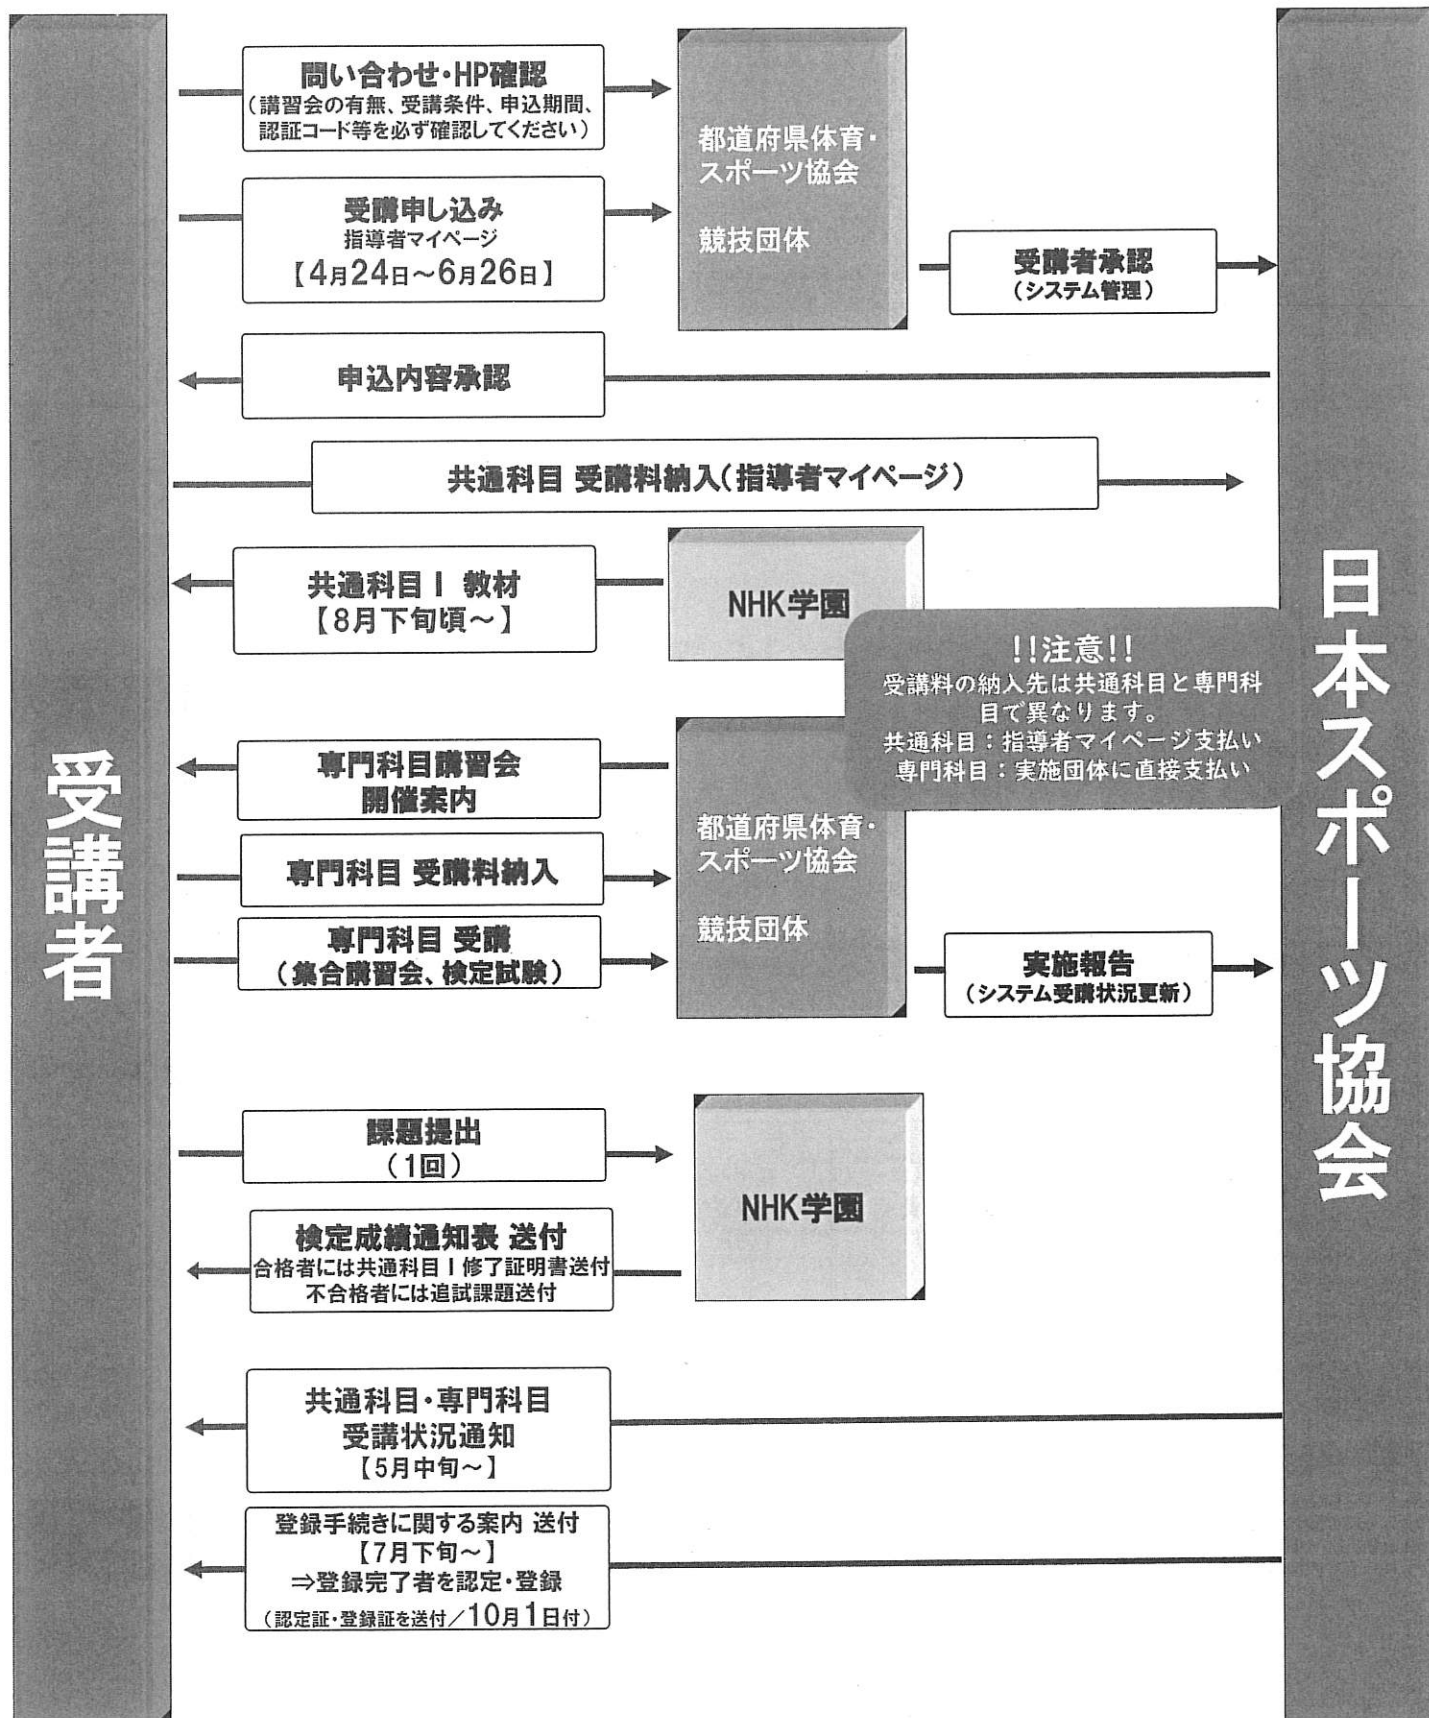 受講者
日本スポーツ協会
問い合わせ・HP確認
(講習会の有無、受講条件、申込期間、
認証コード等を必ず確認してください)
都道府県体育・
スポーツ協会
競技団体
受講申し込み
指導者マイページ
【4月24日～6月26日】
受講者承認
(システム管理)
申込内容承認
共通科目 受講料納入(指導者マイページ)
共通科目Ⅰ 教材
【8月下旬頃～】
NHK学園
!!注意!!
受講料の納入先は共通科目と専門科
目で異なります。
共通科目：指導者マイページ支払い
専門科目：実施団体に直接支払い
専門科目講習会
開催案内
都道府県体育・
スポーツ協会
競技団体
専門科目 受講料納入
専門科目 受講
(集合講習会、検定試験)
実施報告
(システム受講状況更新)
課題提出
(1回)
NHK学園
検定成績通知表 送付
合格者には共通科目Ⅰ修了証明書送付
不合格者には追試課題送付
共通科目・専門科目
受講状況通知
【5月中旬～】
登録手続きに関する案内 送付
【7月下旬～】
⇒登録完了者を認定・登録
(認定証・登録証を送付／10月1日付)